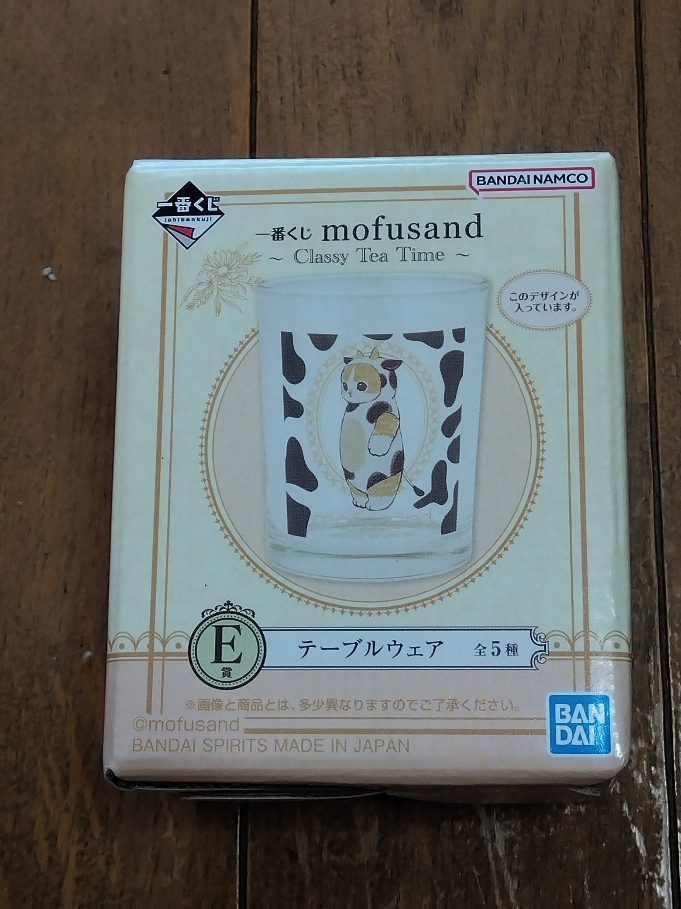 BANDAI NAMCO
一番くじ
ichibankuji
一番くじ mofusand
~ Classy Tea Time ~
このデザインが
入っています。
E
賞
テーブルウェア 全5種
※画像と商品とは、多少異なりますのでご了承ください。
©mofusand
BANDAI SPIRITS MADE IN JAPAN
BAN
DAI